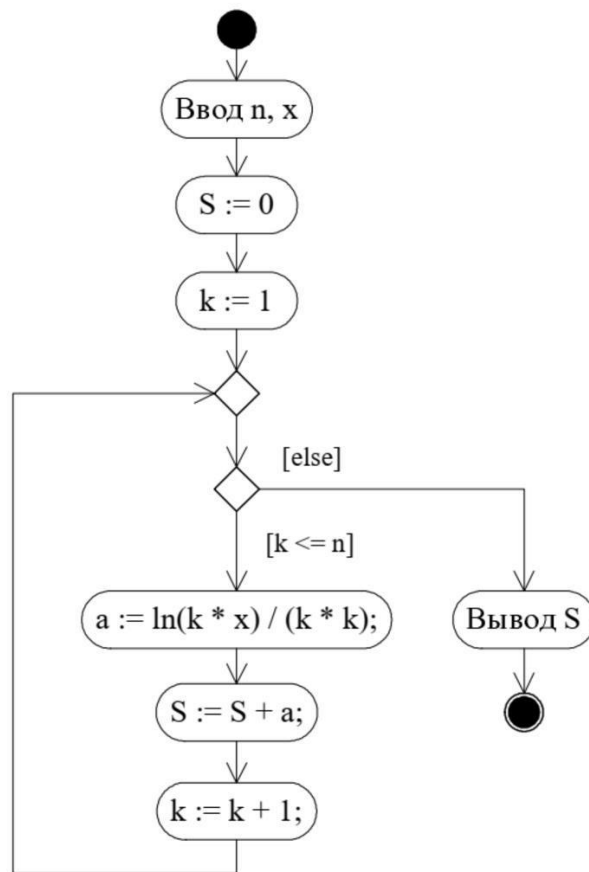 Ввод n, x
S := 0
k := 1
[else]
[k <= n]
a := ln(k * x) / (k * k);
Вывод S
S := S + a;
k := k + 1;